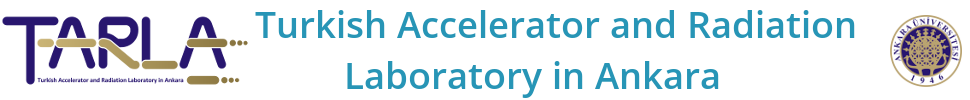 TARLA
Turkish Accelerator and Radiation Laboratory in Ankara
Turkish Accelerator and Radiation
Laboratory in Ankara
ANKARA ÜNİVERSİTESİ
1946